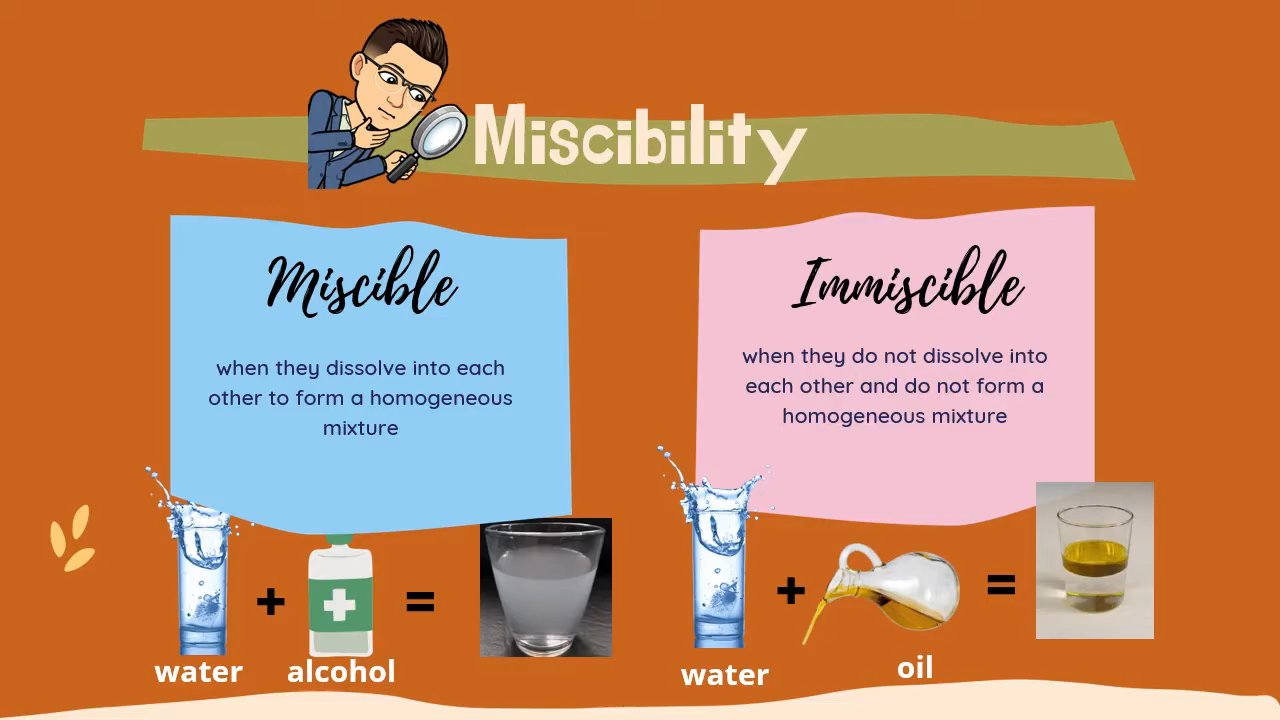 Miscibility
Miscible
when they dissolve into each
other to form a homogeneous
mixture
Immiscible
when they do not dissolve into
each other and do not form a
homogeneous mixture
+
=
water
alcohol
+
=
water
oil